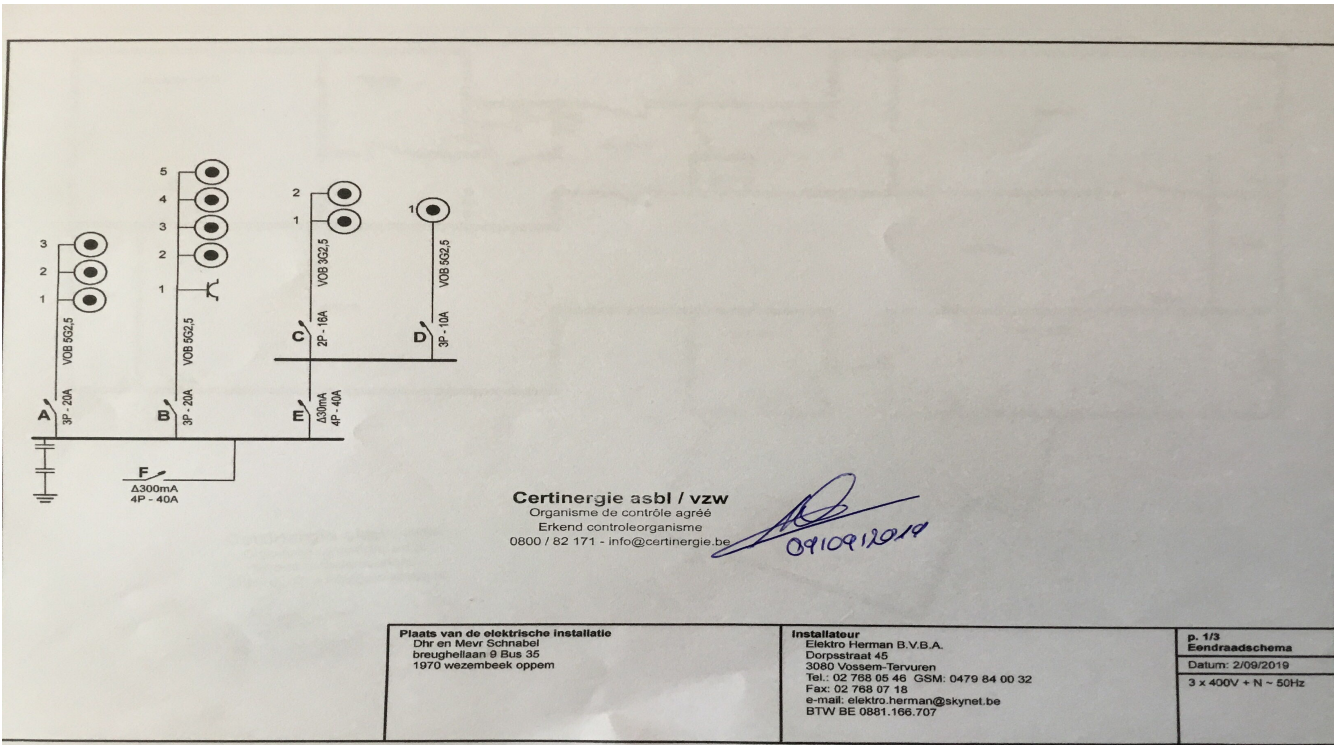 5
4
3
2
1
3
2
1
2
1
1
VOB 5G2,5
VOB 5G2,5
VOB 3G2,5
VOB 5G2,5
C
2P - 16A
D
3P - 10A
A
3P - 20A
B
3P - 20A
E
Δ30mA
4P - 40A
F
Δ300mA
4P - 40A
Certinergie asbl / vzw
Organisme de contrôle agréé
Erkend controleorganisme
0800 / 82 171 - info@certinergie.be
09/09/2019
Plaats van de elektrische installatie
Dhr en Mevr Schnabel
breughellaan 9 Bus 35
1970 wezembeek oppem
Installateur
Elektro Herman B.V.B.A.
Dorpsstraat 45
3080 Vossem-Tervuren
Tel.: 02 768 05 46 GSM: 0479 84 00 32
Fax: 02 768 07 18
e-mail: elektro.herman@skynet.be
BTW BE 0881.166.707
p. 1/3
Eendraadschema
Datum: 2/09/2019
3 x 400V + N ~ 50Hz